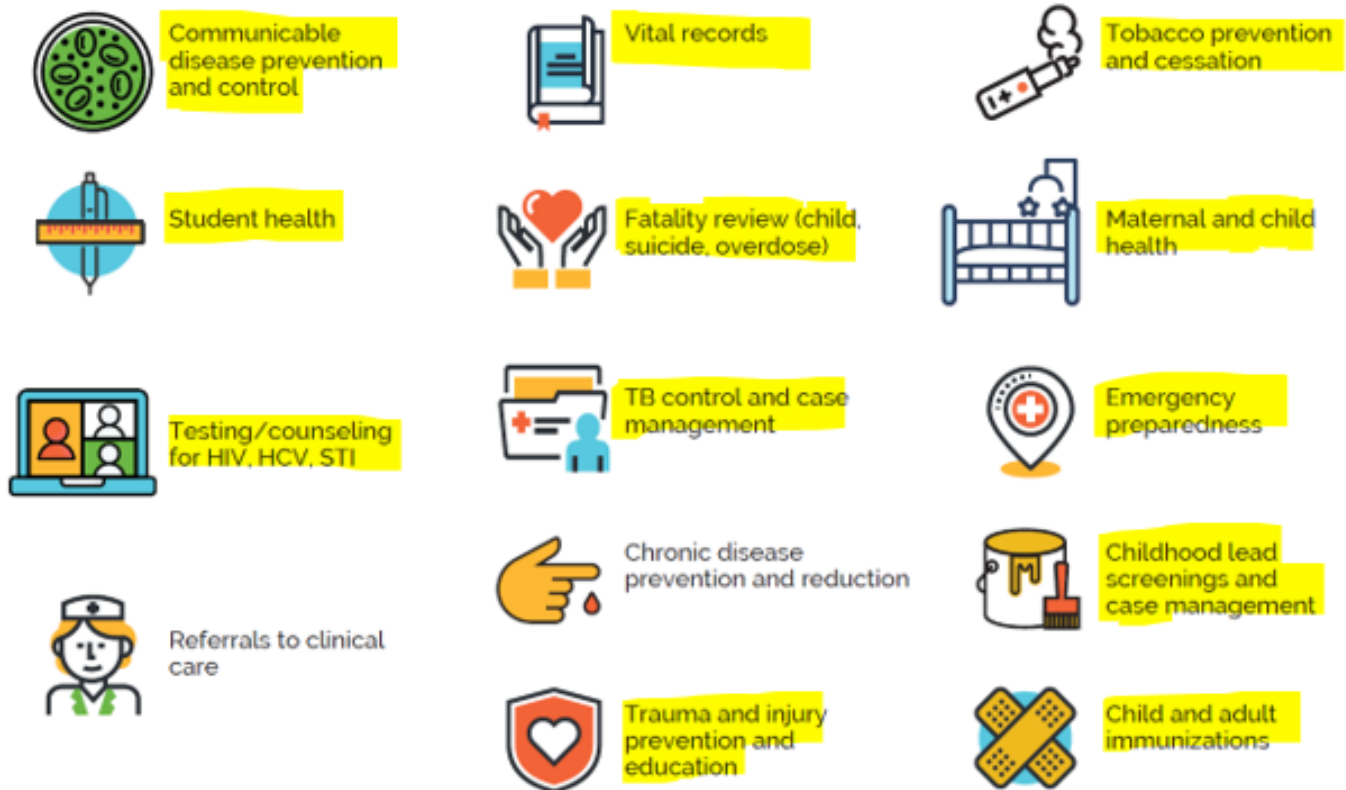 Communicable
disease prevention
and control
Vital records
Tobacco prevention
and cessation
Student health
Fatality review (child,
suicide, overdose)
Maternal and child
health
Testing/counseling
for HIV, HCV, STI
TB control and case
management
Emergency
preparedness
Chronic disease
prevention and reduction
Childhood lead
screenings and
case management
Referrals to clinical
care
Trauma and injury
prevention and
education
Child and adult
immunizations